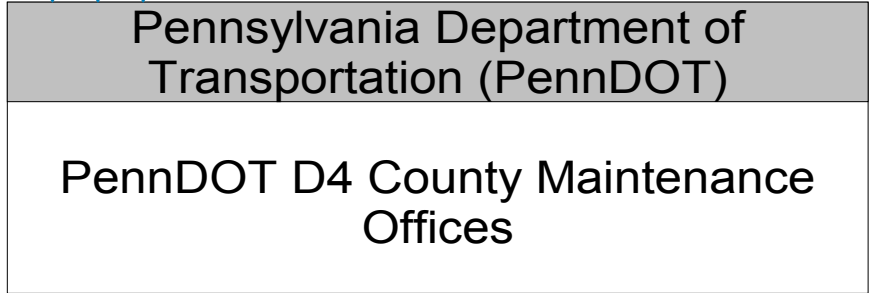 Pennsylvania Department of
Transportation (PennDOT)
PennDOT D4 County Maintenance
Offices